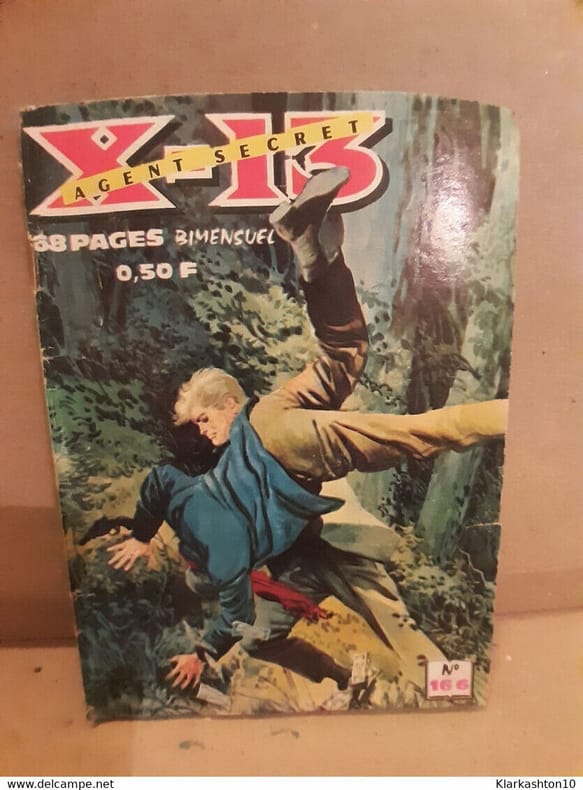 X-13
AGENT SECRET
68 PAGES BIMENSUEL
0,50 F
N°
166
www.delcampe.net
Klarkashton10